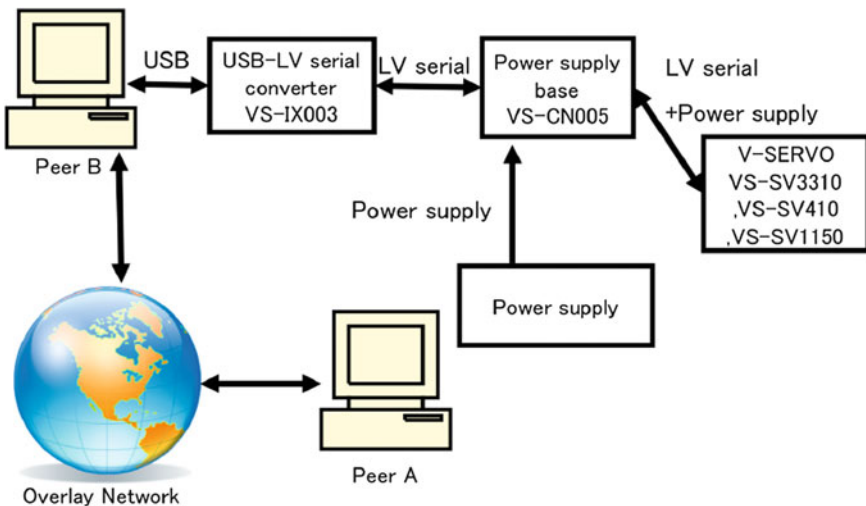 USB
USB-LV serial
converter
VS-IX003
LV serial
Power supply
base
VS-CN005
LV serial
+Power supply
Peer B
V-SERVO
VS-SV3310
,VS-SV410
,VS-SV1150
Power supply
Power supply
Peer A
Overlay Network